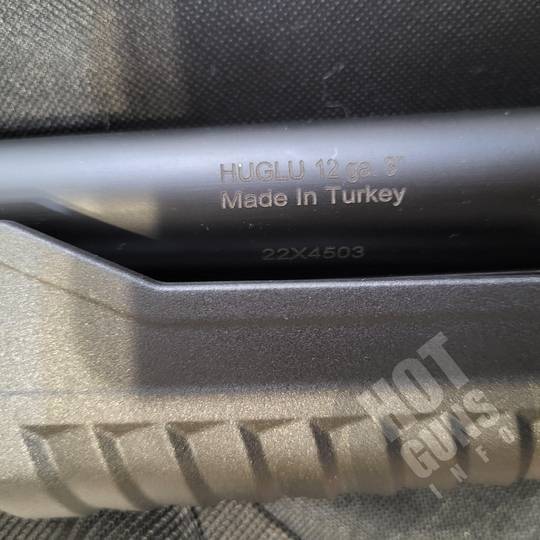 HUGLU 12 ga. 3"
Made In Turkey
22X4503
HOT
GUNS
INFO